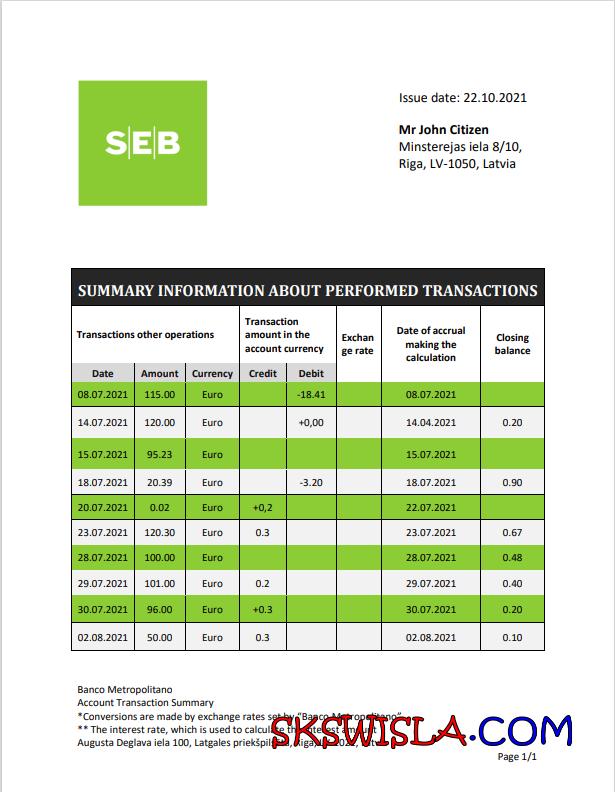 Issue date: 22.10.2021
SEB
Mr John Citizen
Minsterejas iela 8/10,
Riga, LV-1050, Latvia
SUMMARY INFORMATION ABOUT PERFORMED TRANSACTIONS
Transactions other operations
Transaction amount in the account currency
Exchan ge rate
Date of accrual making the calculation
Closing balance
Date Amount Currency Credit Debit
08.07.2021 115.00 Euro -18.41 08.07.2021
14.07.2021 120.00 Euro +0,00 14.04.2021 0.20
15.07.2021 95.23 Euro 15.07.2021
18.07.2021 20.39 Euro -3.20 18.07.2021 0.90
20.07.2021 0.02 Euro +0,2 22.07.2021
23.07.2021 120.30 Euro 0.3 23.07.2021 0.67
28.07.2021 100.00 Euro 28.07.2021 0.48
29.07.2021 101.00 Euro 0.2 29.07.2021 0.40
30.07.2021 96.00 Euro +0.3 30.07.2021 0.20
02.08.2021 50.00 Euro 0.3 02.08.2021 0.10
Banco Metropolitano
Account Transaction Summary
*Conversions are made by exchange rates set by "Banco Metropolitano"
** The interest rate, which is used to calculate the interest amount
Augusta Deglava iela 100, Latgales
SKSWISLA.COM
Page 1/1